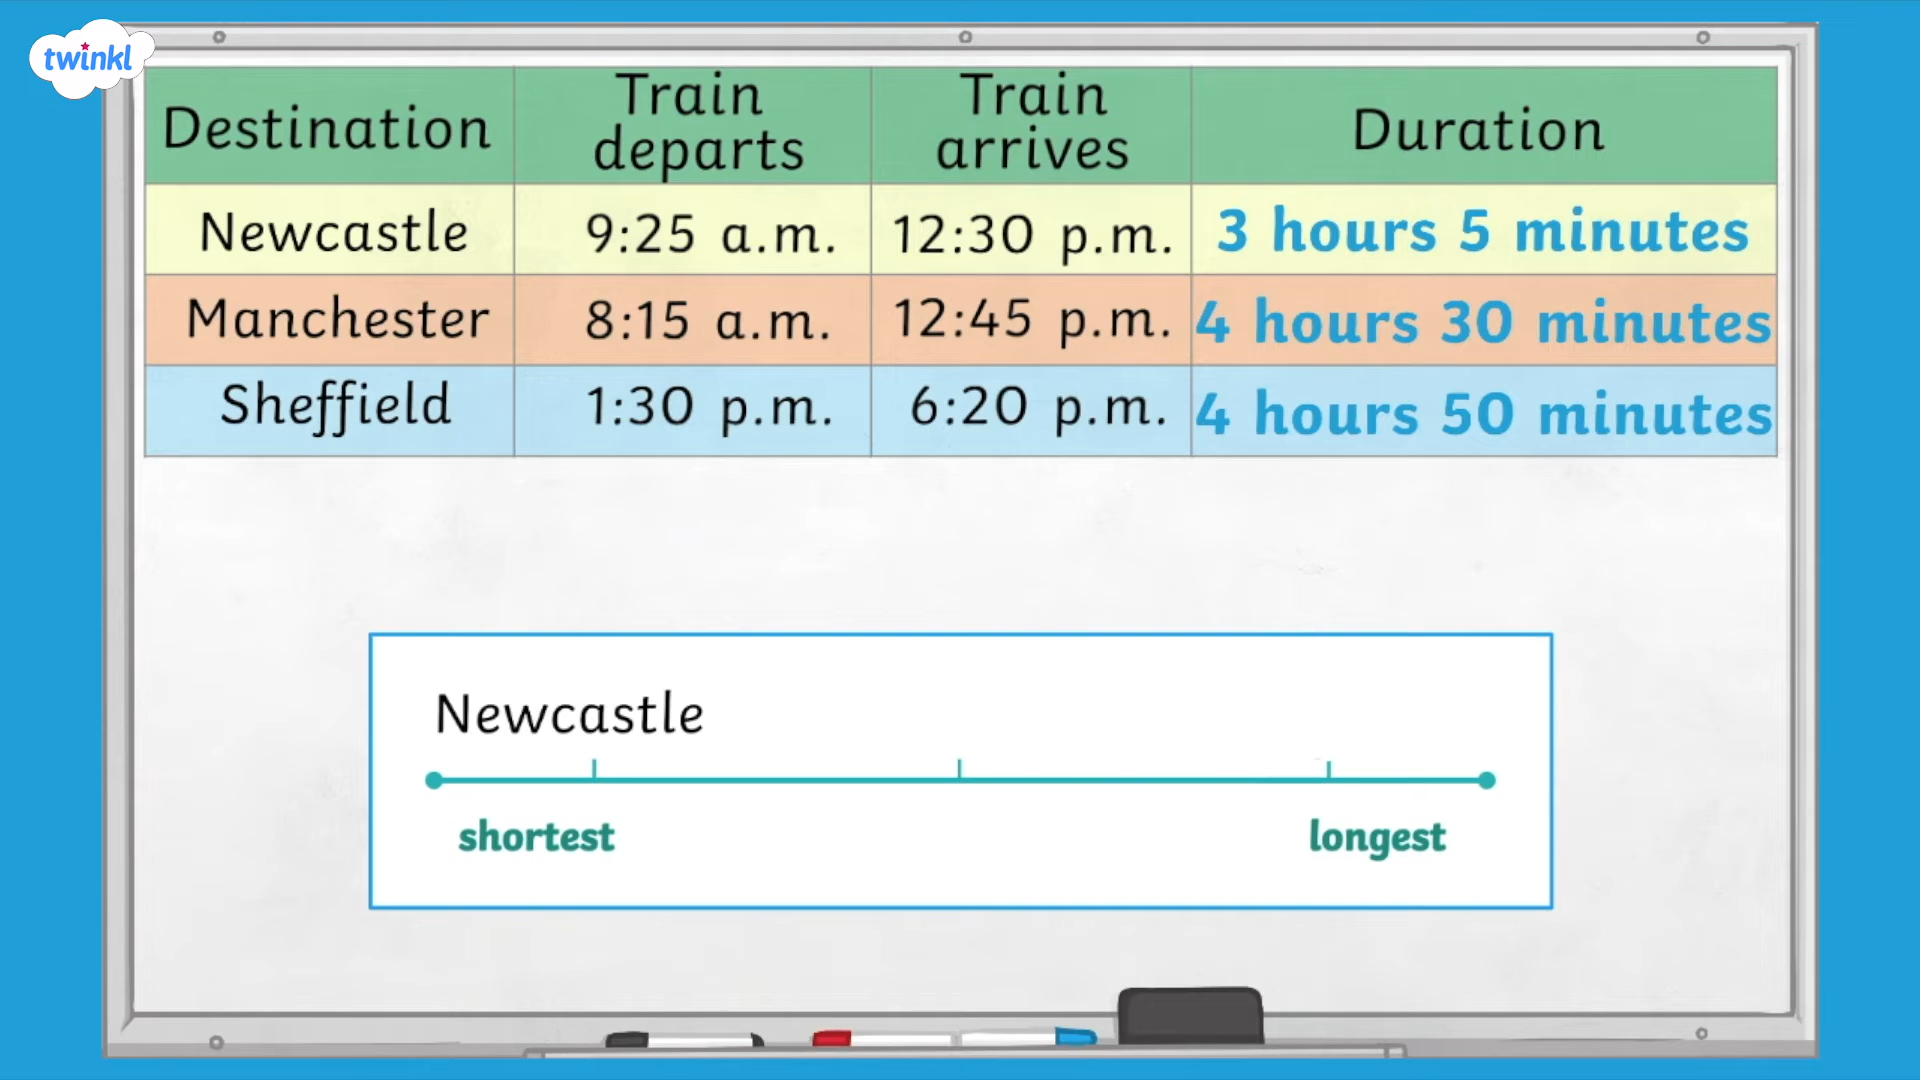 twinkl
Destination Train departs Train arrives Duration
Newcastle 9:25 a.m. 12:30 p.m. 3 hours 5 minutes
Manchester 8:15 a.m. 12:45 p.m. 4 hours 30 minutes
Sheffield 1:30 p.m. 6:20 p.m. 4 hours 50 minutes
Newcastle
shortest longest